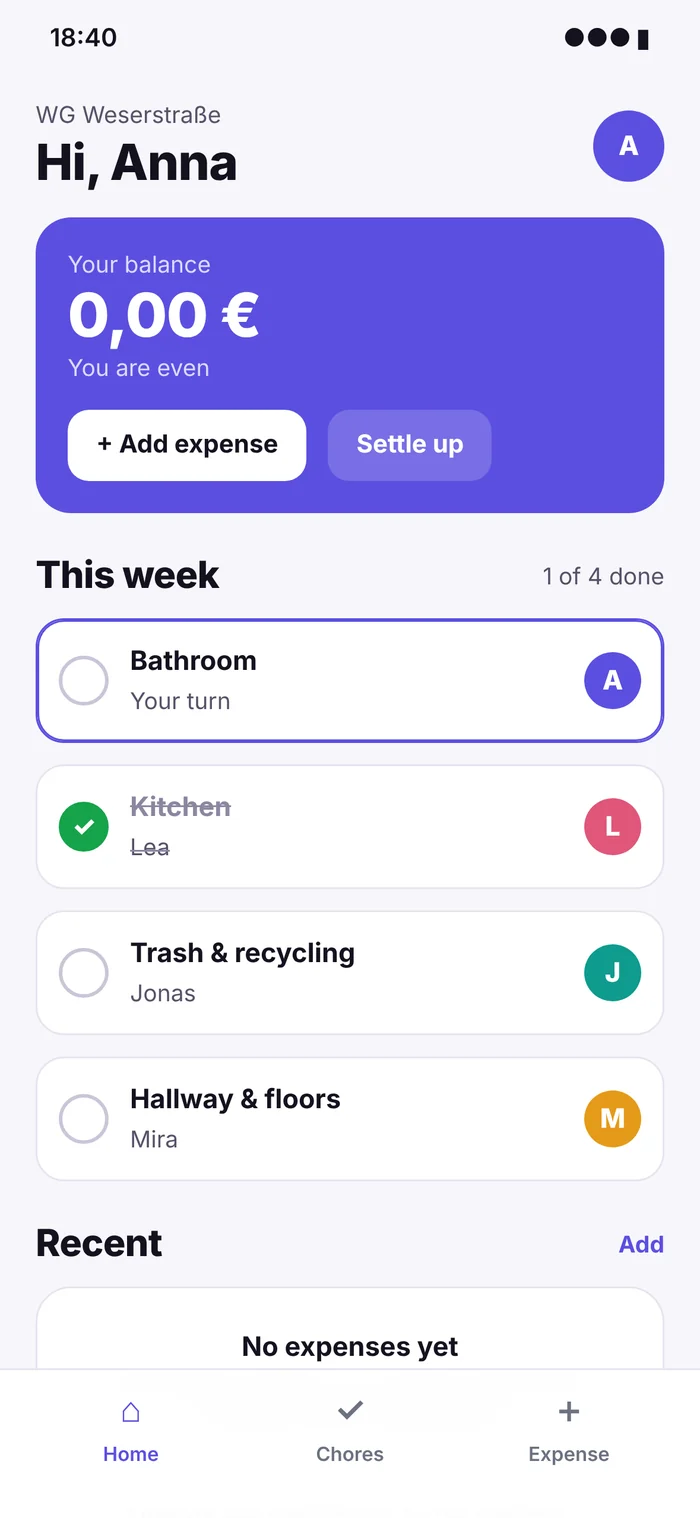 18:40
WG Weserstraße
Hi, Anna
A
Your balance
0,00 €
You are even
+ Add expense
Settle up
This week
1 of 4 done
Bathroom
Your turn
A
Kitchen
Lea
L
Trash & recycling
Jonas
J
Hallway & floors
Mira
M
Recent
Add
No expenses yet
Home
Chores
Expense